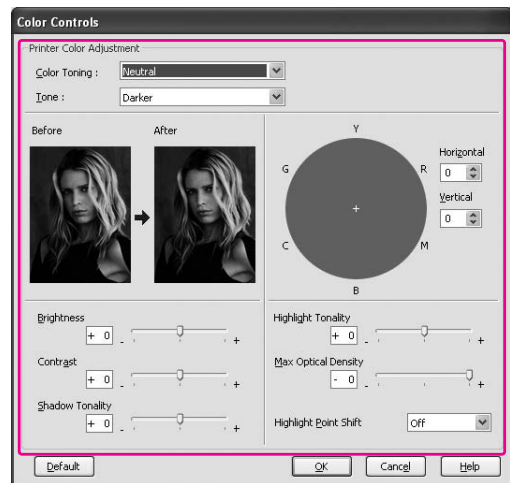 Color Controls
Printer Color Adjustment
Color Toning : Neutral
Tone : Darker
Before After
Y
G R
C M
B
Horizontal
0
Vertical
0
Brightness
+ 0 - +
Contrast
+ 0 - +
Shadow Tonality
+ 0 - +
Highlight Tonality
+ 0 - +
Max Optical Density
- 0 - +
Highlight Point Shift Off
Default OK Cancel Help